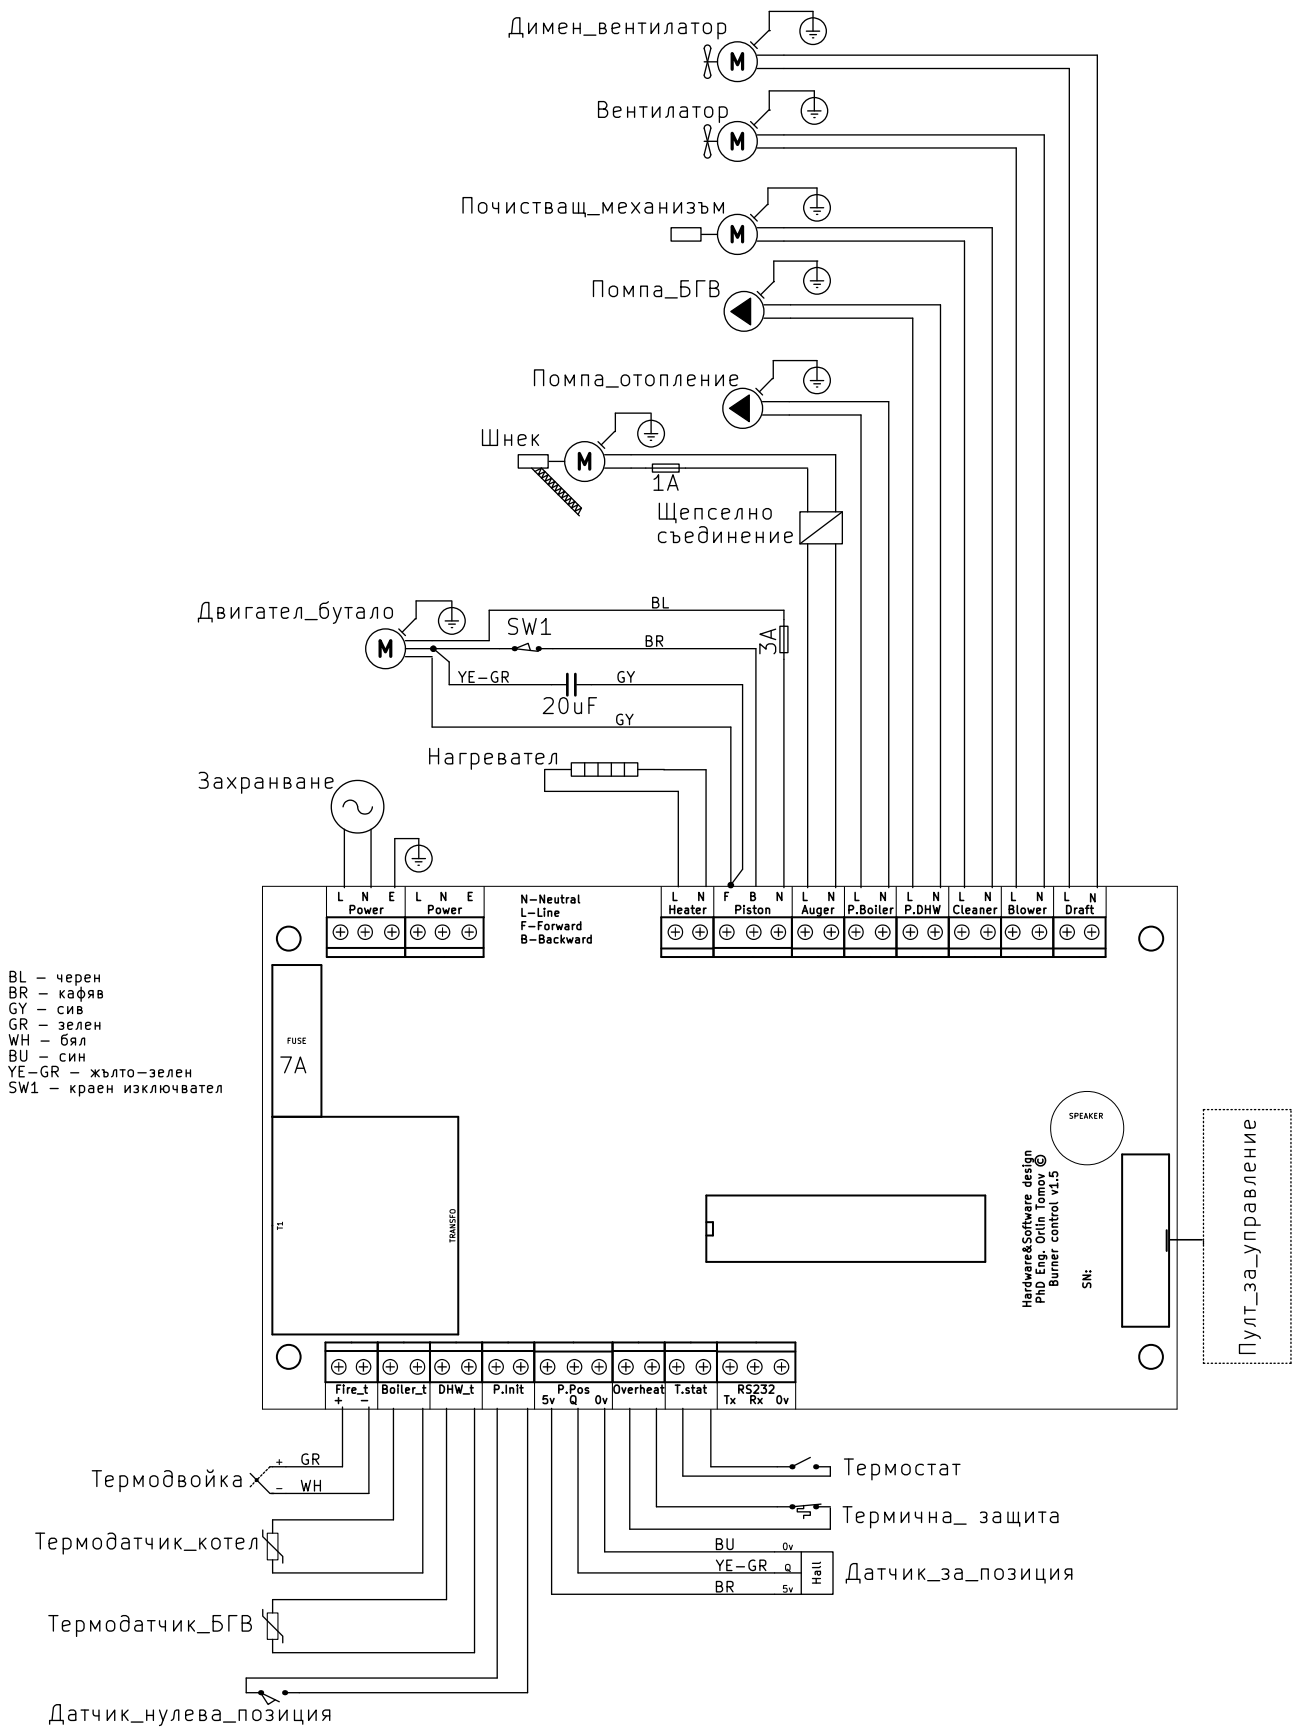 Димен_вентилатор
M
Вентилатор
M
Почистващ_механизъм
M
Помпа_БГВ
Помпа_отопление
Шнек
M
1A
Щепселно
съединение
Двигател_бутало
M
BL
SW1
BR
3A
YE-GR
GY
20uF
GY
Нагревател
Захранване
L N E L N E
Power Power
N-Neutral
L-Line
F-Forward
B-Backward
L N F B N L N L N L N L N L N L N
Heater Piston Auger P.Boiler P.DHW Cleaner Blower Draft
BL – черен
BR – кафяв
GY – сив
GR – зелен
WH – бял
BU – син
YE-GR – жълто-зелен
SW1 – краен изключвател
FUSE
7A
T1
TRANSFO
SPEAKER
Hardware&Software design
PhD Eng. Orlin Tomov ©
Burner control v1.5
SN:
Пулт_за_управление
Fire_t Boiler_t DHW_t P.Init P.Pos Overheat T.stat RS232
+ – 5v Q 0v Tx Rx 0v
+ GR
Термодвойка
– WH
Термодатчик_котел
Термодатчик_БГВ
Датчик_нулева_позиция
Термостат
Термична_ защита
BU 0v
YE-GR Q
BR 5v
Hall
Датчик_за_позиция